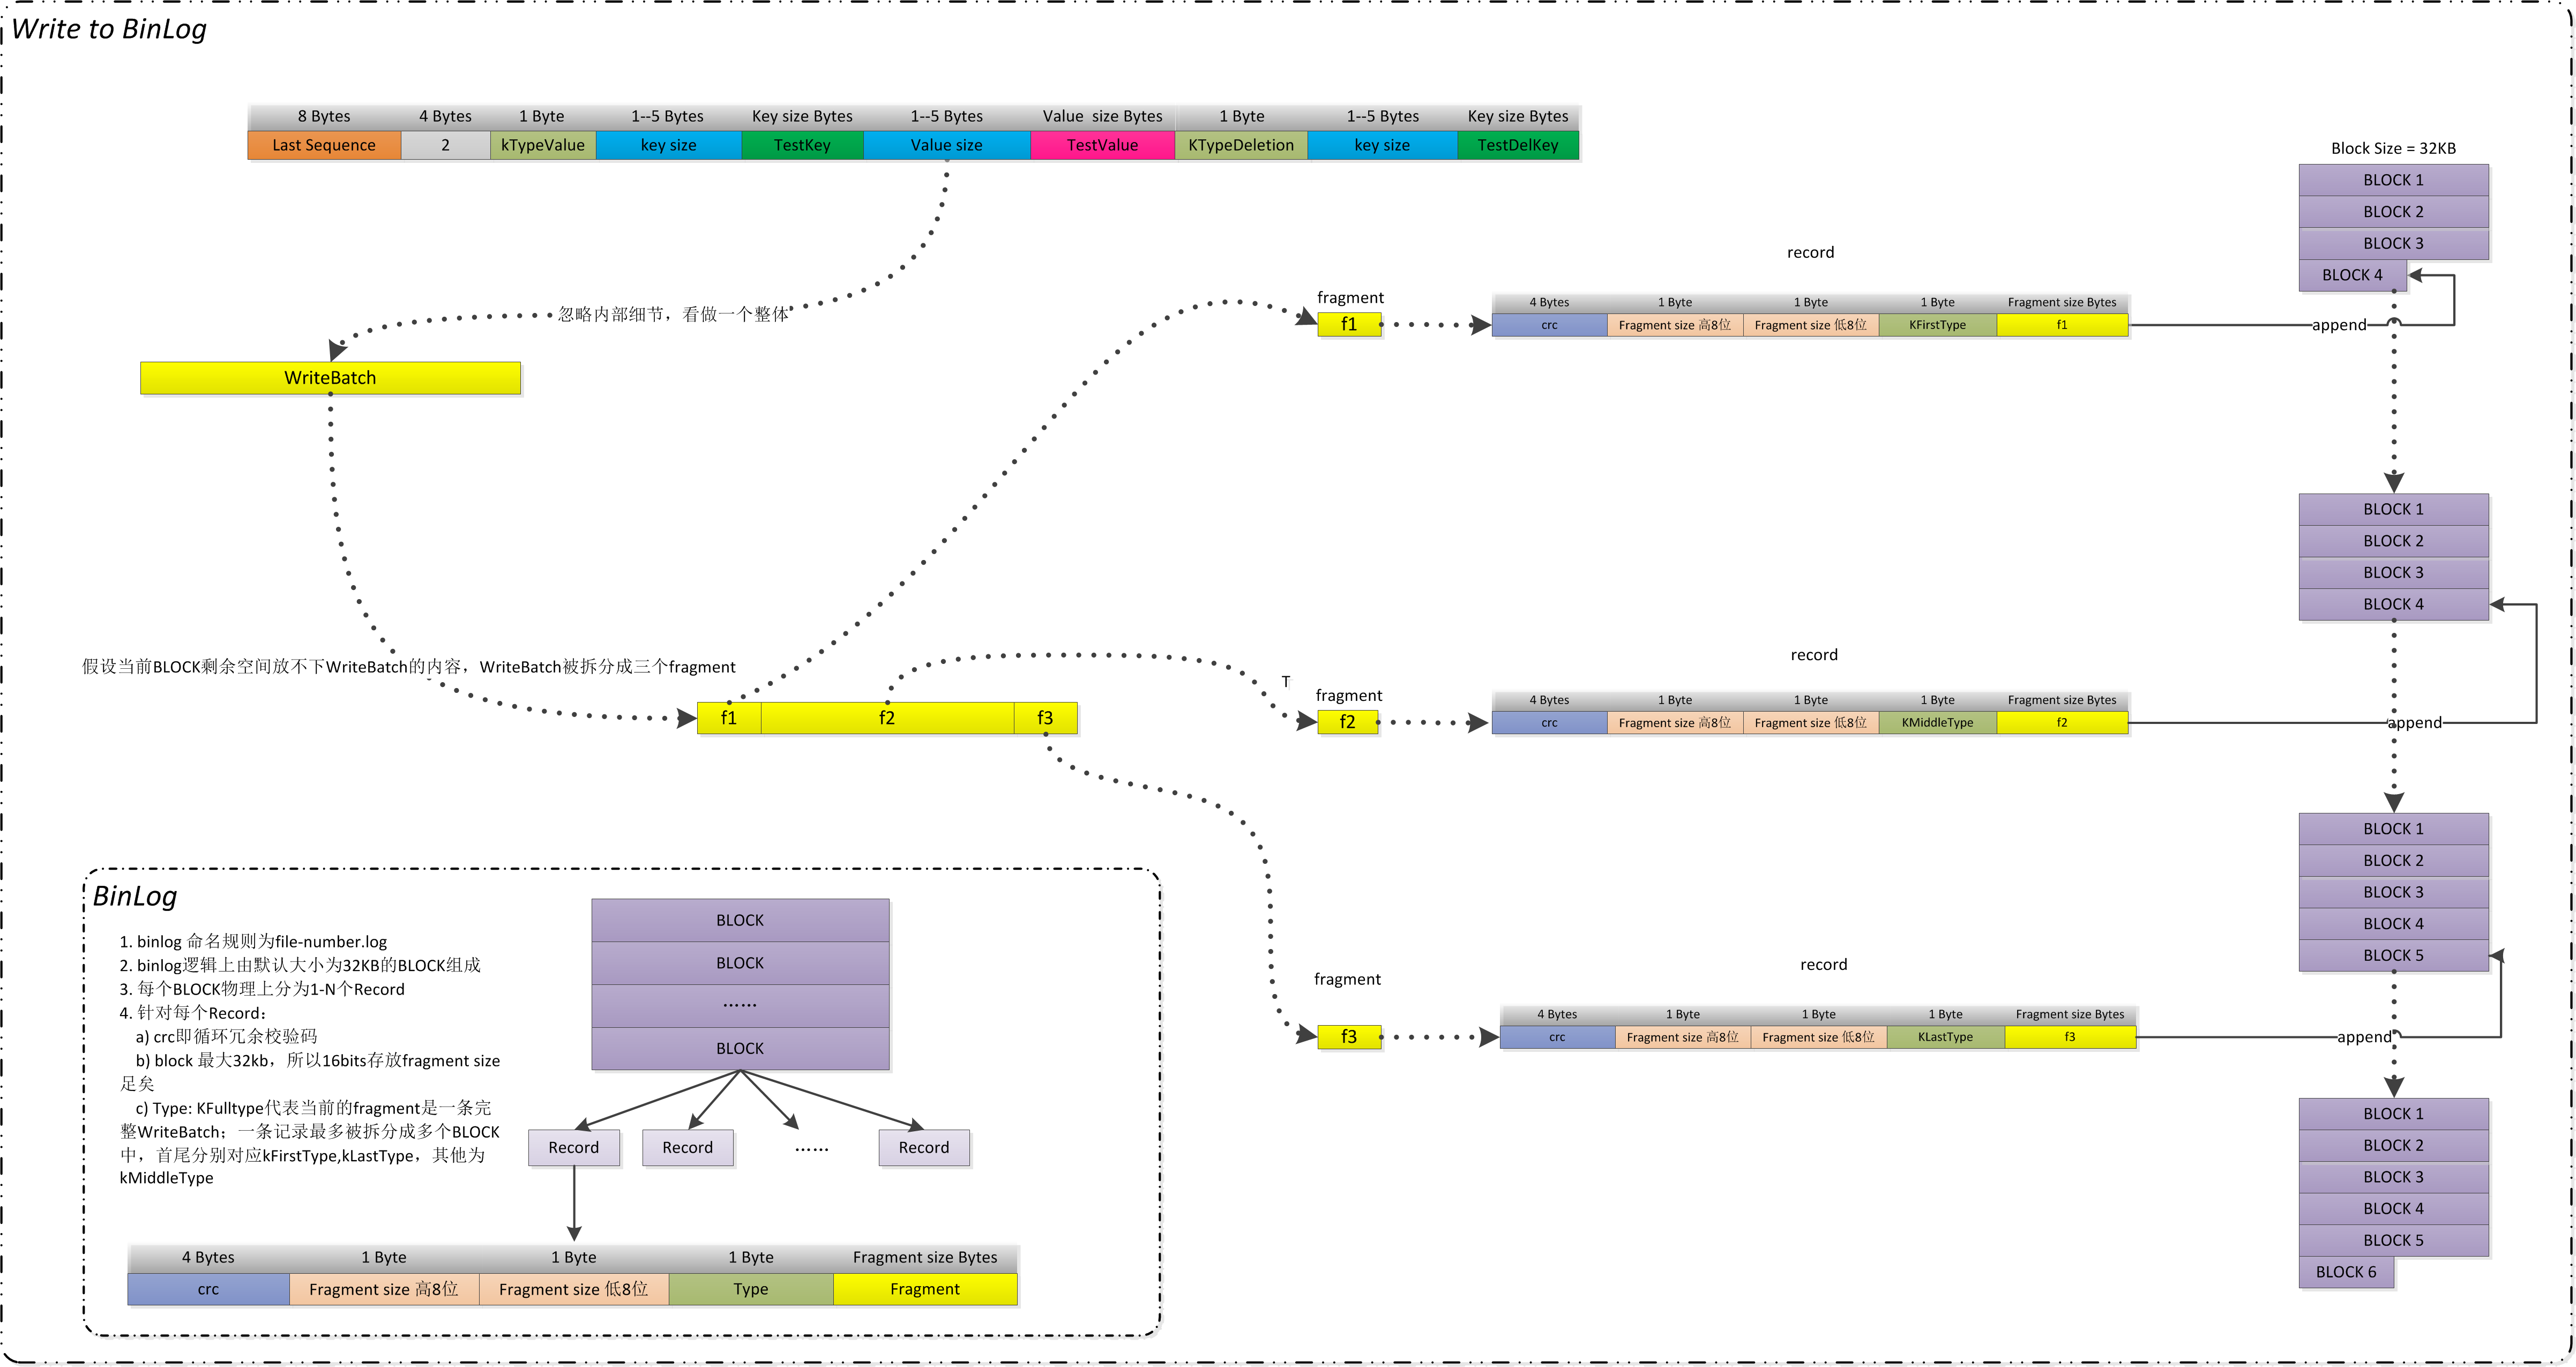 Write to BinLog
8 Bytes 4 Bytes 1 Byte 1--5 Bytes Key size Bytes 1--5 Bytes Value size Bytes 1 Byte 1--5 Bytes Key size Bytes
Last Sequence 2 kTypeValue key size TestKey Value size TestValue KTypeDeletion key size TestDelKey
Block Size = 32KB
BLOCK 1
BLOCK 2
BLOCK 3
BLOCK 4
record
fragment
4 Bytes 1 Byte 1 Byte 1 Byte Fragment size Bytes
f1
crc Fragment size 高8位 Fragment size 低8位 KFirstType f1
append
忽略内部细节，看做一个整体
WriteBatch
BLOCK 1
BLOCK 2
BLOCK 3
BLOCK 4
假设当前BLOCK剩余空间放不下WriteBatch的内容，WriteBatch被拆分成三个fragment
f1 f2 f3
T
record
fragment
4 Bytes 1 Byte 1 Byte 1 Byte Fragment size Bytes
f2
crc Fragment size 高8位 Fragment size 低8位 KMiddleType f2
append
BLOCK 1
BLOCK 2
BLOCK 3
BLOCK 4
BLOCK 5
record
fragment
4 Bytes 1 Byte 1 Byte 1 Byte Fragment size Bytes
f3
crc Fragment size 高8位 Fragment size 低8位 KLastType f3
append
BLOCK 1
BLOCK 2
BLOCK 3
BLOCK 4
BLOCK 5
BLOCK 6
BinLog
1. binlog 命名规则为file-number.log
2. binlog逻辑上由默认大小为32KB的BLOCK组成
3. 每个BLOCK物理上分为1-N个Record
4. 针对每个Record：
a) crc即循环冗余校验码
b) block 最大32kb，所以16bits存放fragment size
足矣
c) Type: KFulltype代表当前的fragment是一条完
整WriteBatch；一条记录最多被拆分成多个BLOCK
中，首尾分别对应kFirstType,kLastType，其他为
kMiddleType
BLOCK
BLOCK
……
BLOCK
Record Record …… Record
4 Bytes 1 Byte 1 Byte 1 Byte Fragment size Bytes
crc Fragment size 高8位 Fragment size 低8位 Type Fragment